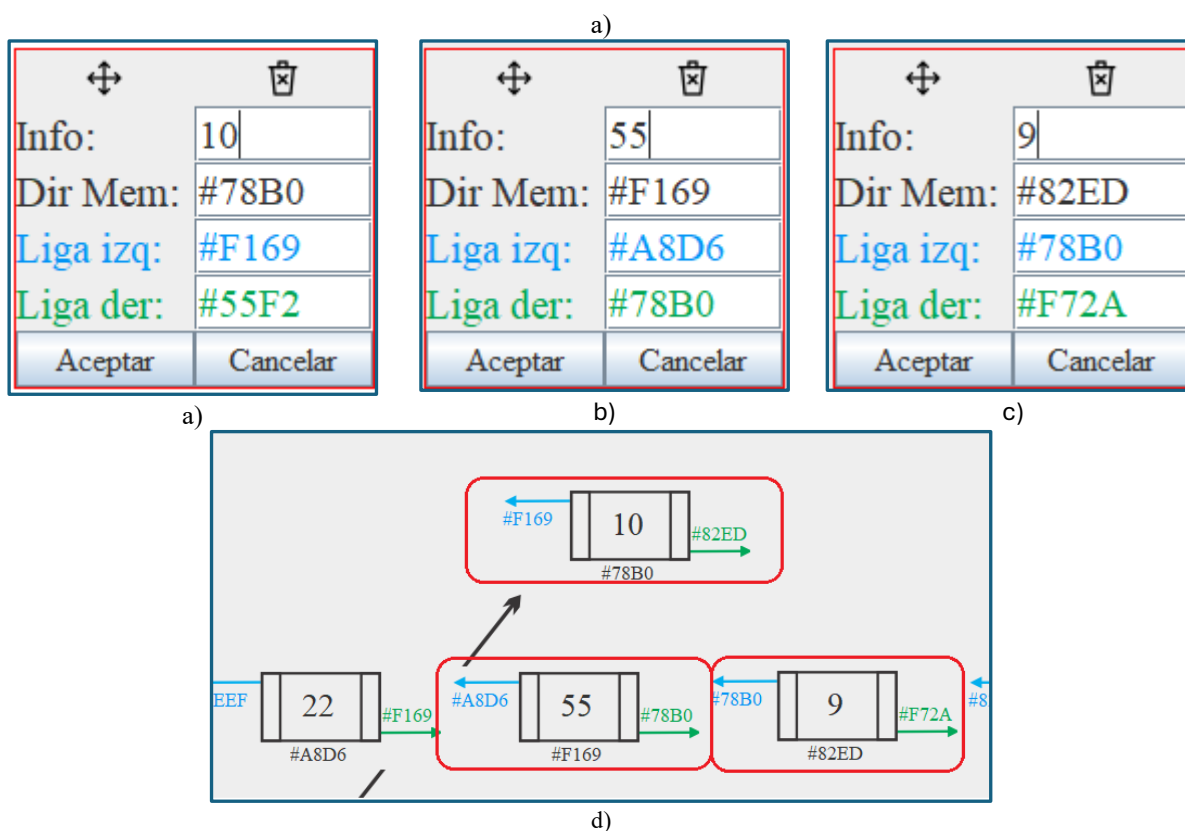 a)
Info: 10
Dir Mem: #78B0
Liga izq: #F169
Liga der: #55F2
Aceptar Cancelar
a)
Info: 55
Dir Mem: #F169
Liga izq: #A8D6
Liga der: #78B0
Aceptar Cancelar
b)
Info: 9
Dir Mem: #82ED
Liga izq: #78B0
Liga der: #F72A
Aceptar Cancelar
c)
#F169 10 #82ED
#78B0
EEF 22 #F169
#A8D6
#A8D6 55 #78B0
#F169
#78B0 9 #F72A
#82ED
#8
d)